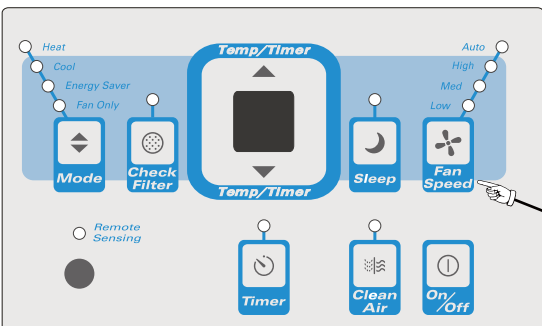 Heat
Cool
Energy Saver
Fan Only
Mode
Check
Filter
Temp/Timer
Temp/Timer
Auto
High
Med
Low
Sleep
Fan
Speed
Remote
Sensing
Timer
Clean
Air
On/Off